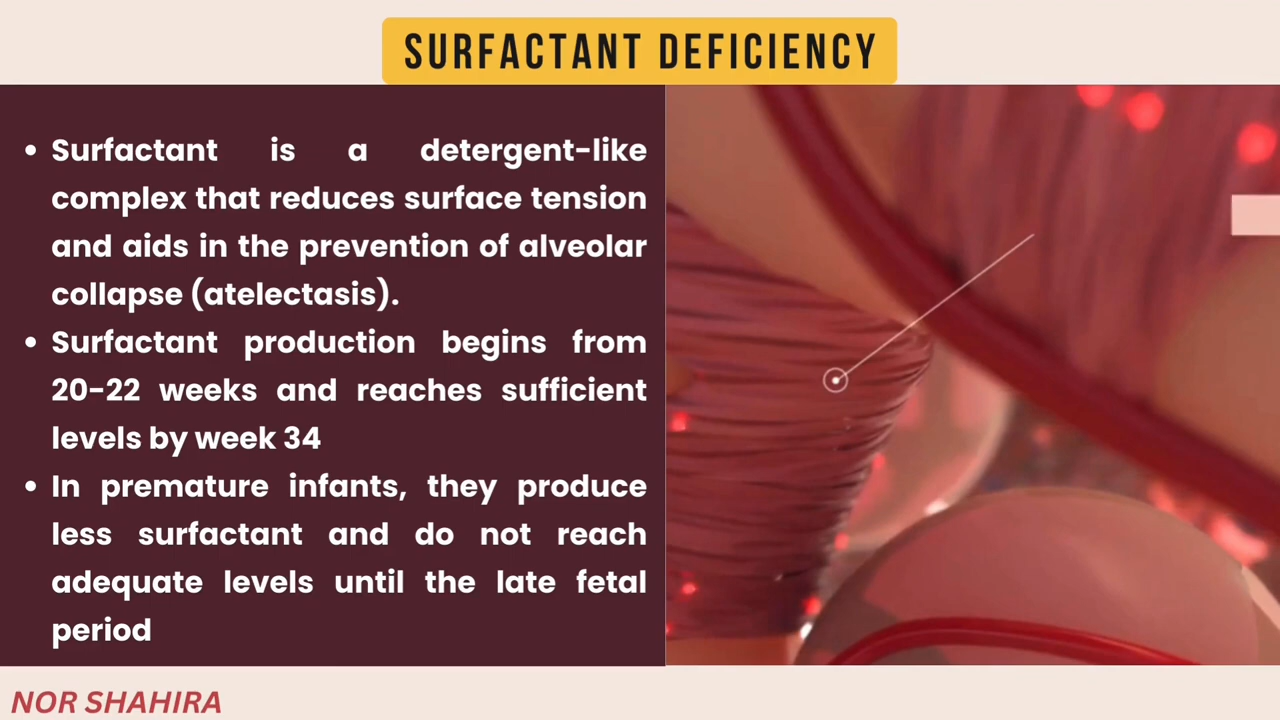 SURFACTANT DEFICIENCY
• Surfactant is a detergent-like
complex that reduces surface tension
and aids in the prevention of alveolar
collapse (atelectasis).
• Surfactant production begins from
20-22 weeks and reaches sufficient
levels by week 34
• In premature infants, they produce
less surfactant and do not reach
adequate levels until the late fetal
period
NOR SHAHIRA